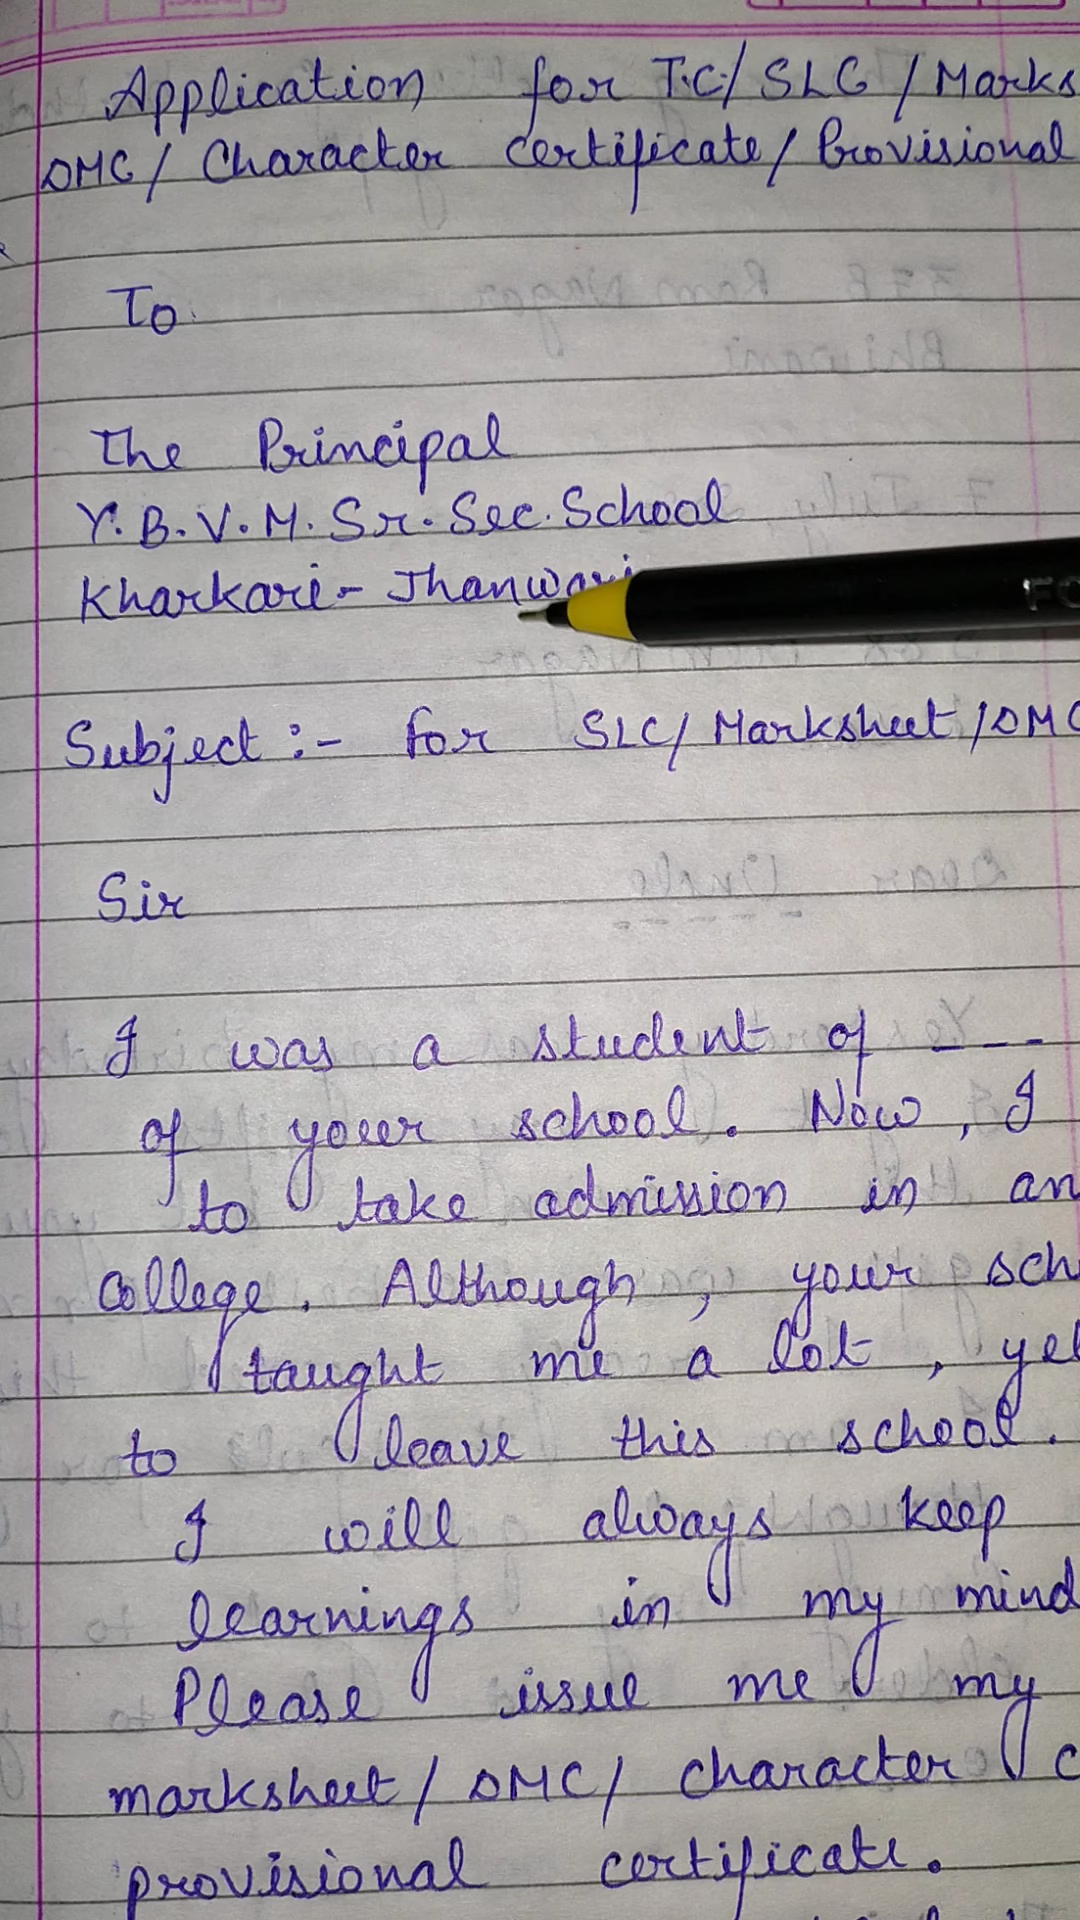 Application for T.C/ SLC / Marks
DMC/ Character certificate/ Provisional
To
The Principal
Y.B.V.M. Sr. Sec. School
Kharkari- Jhanwari
Subject :- for SLC/ Marksheet /DMC
Sir
I was a student of ---
of your school. Now, I
to take admission in an
college. Although, your sch
taught me a lot, yet
to leave this school.
I will always keep
learnings in my mind
Please issue me my
marksheet/ DMC/ character c
provisional certificate.